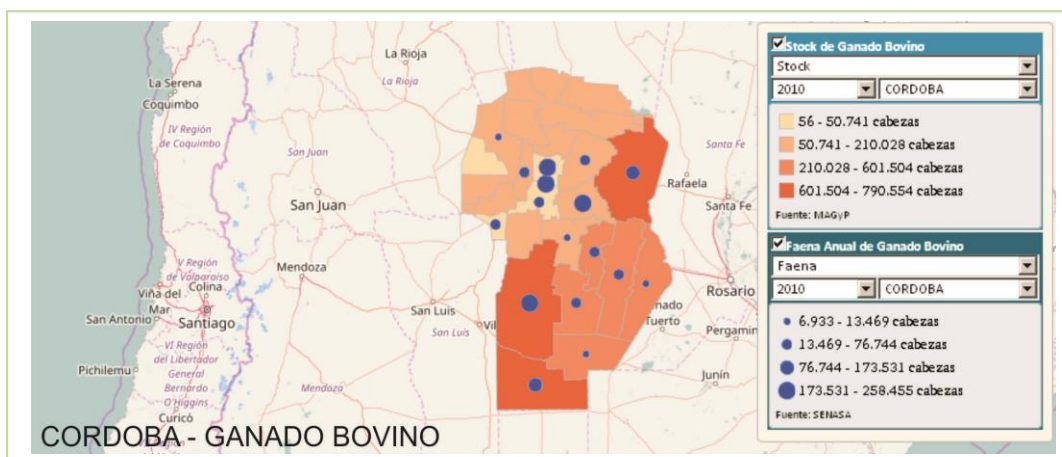 La Rioja
La Rioja
La Serena
Coquimbo
IV Región
de Coquimbo
San Juan
San Juan
Santa Fe
Rafaela
Santa Fe
V Región
de Valparaíso
Mendoza
Viña del
Mar
Colina
San Antonio
Santiago
San Luis
San Luis
Rosario
nado
Tuerto
Pergamin
VI Región
del Libertador
General
Bernardo
O'Higgins
Pichilemu
Mendoza
Junín
Curicó
CORDOBA - GANADO BOVINO
Stock de Ganado Bovino
Stock
2010 CORDOBA
56 - 50.741 cabezas
50.741 - 210.028 cabezas
210.028 - 601.504 cabezas
601.504 - 790.554 cabezas
Fuente: MAGyP
Faena Anual de Ganado Bovino
Faena
2010 CORDOBA
6.933 - 13.469 cabezas
13.469 - 76.744 cabezas
76.744 - 173.531 cabezas
173.531 - 258.455 cabezas
Fuente: SENASA